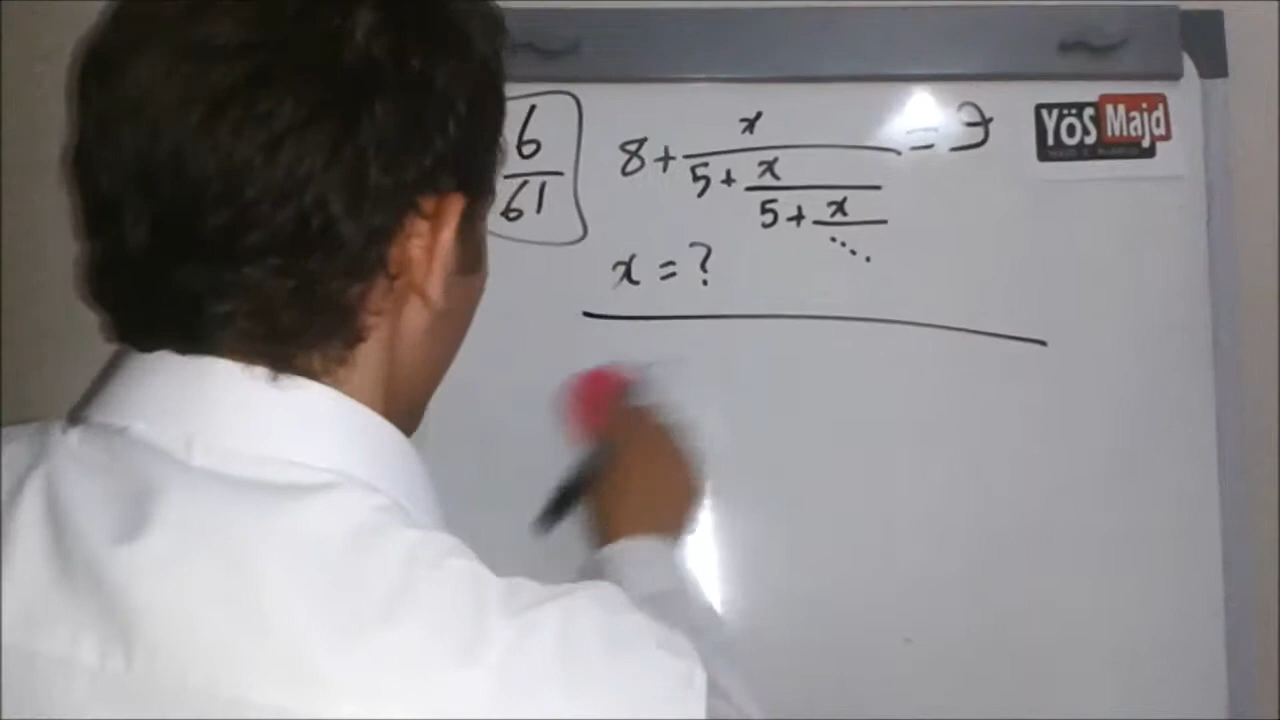 6/61
8 + x/(5 + x/(5 + x/⋱)) = 9
x = ?
YöS Majd